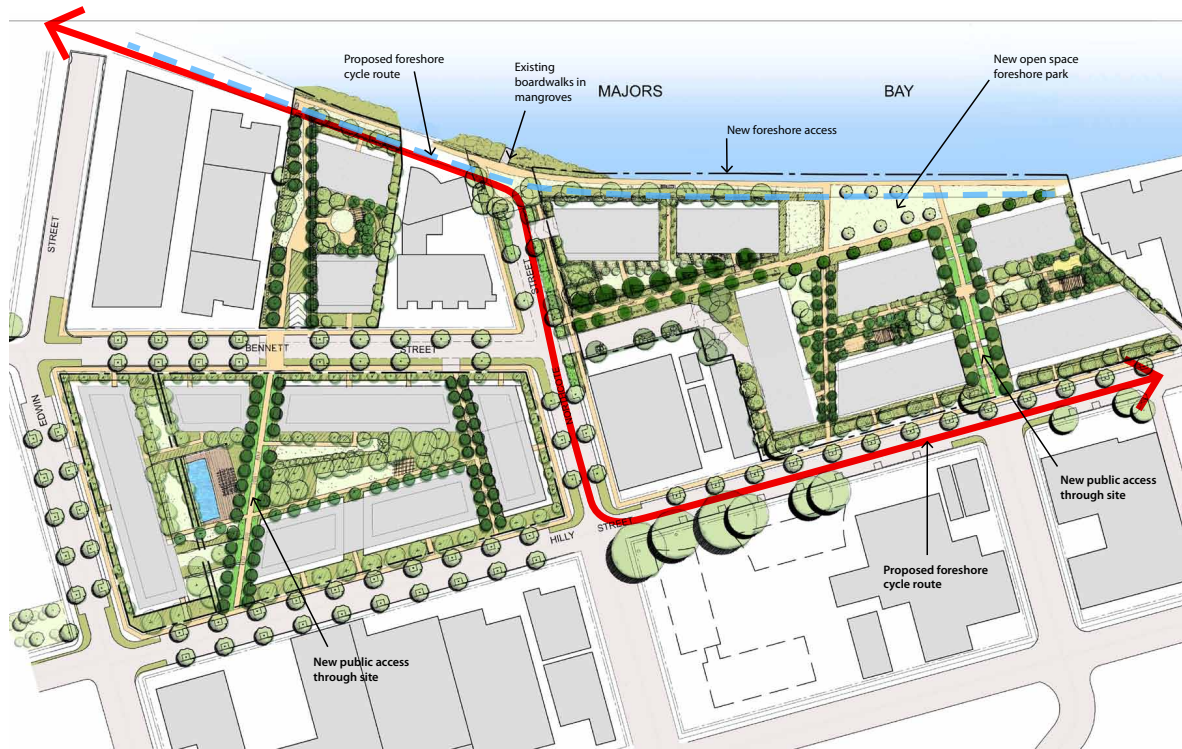 Proposed foreshore
cycle route
Existing
boardwalks in
mangroves
MAJORS BAY
New open space
foreshore park
New foreshore access
STREET
EDWIN
BENNETT STREET
STREET
HILLY STREET
New public access
through site
Proposed foreshore
cycle route
New public access
through site